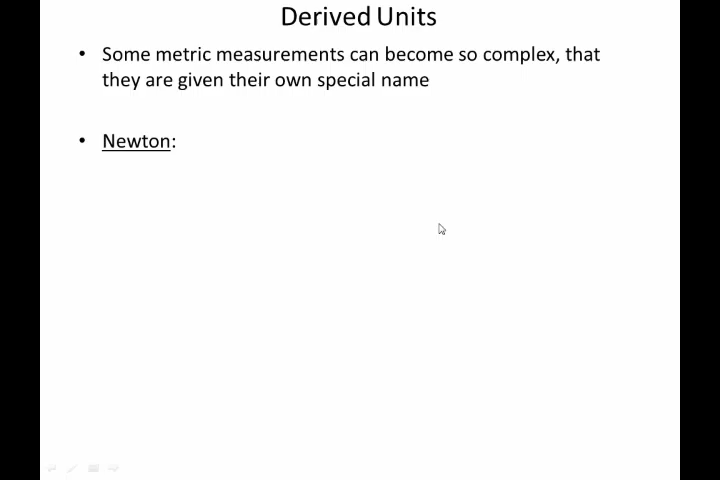 Derived Units
• Some metric measurements can become so complex, that
they are given their own special name
• Newton: